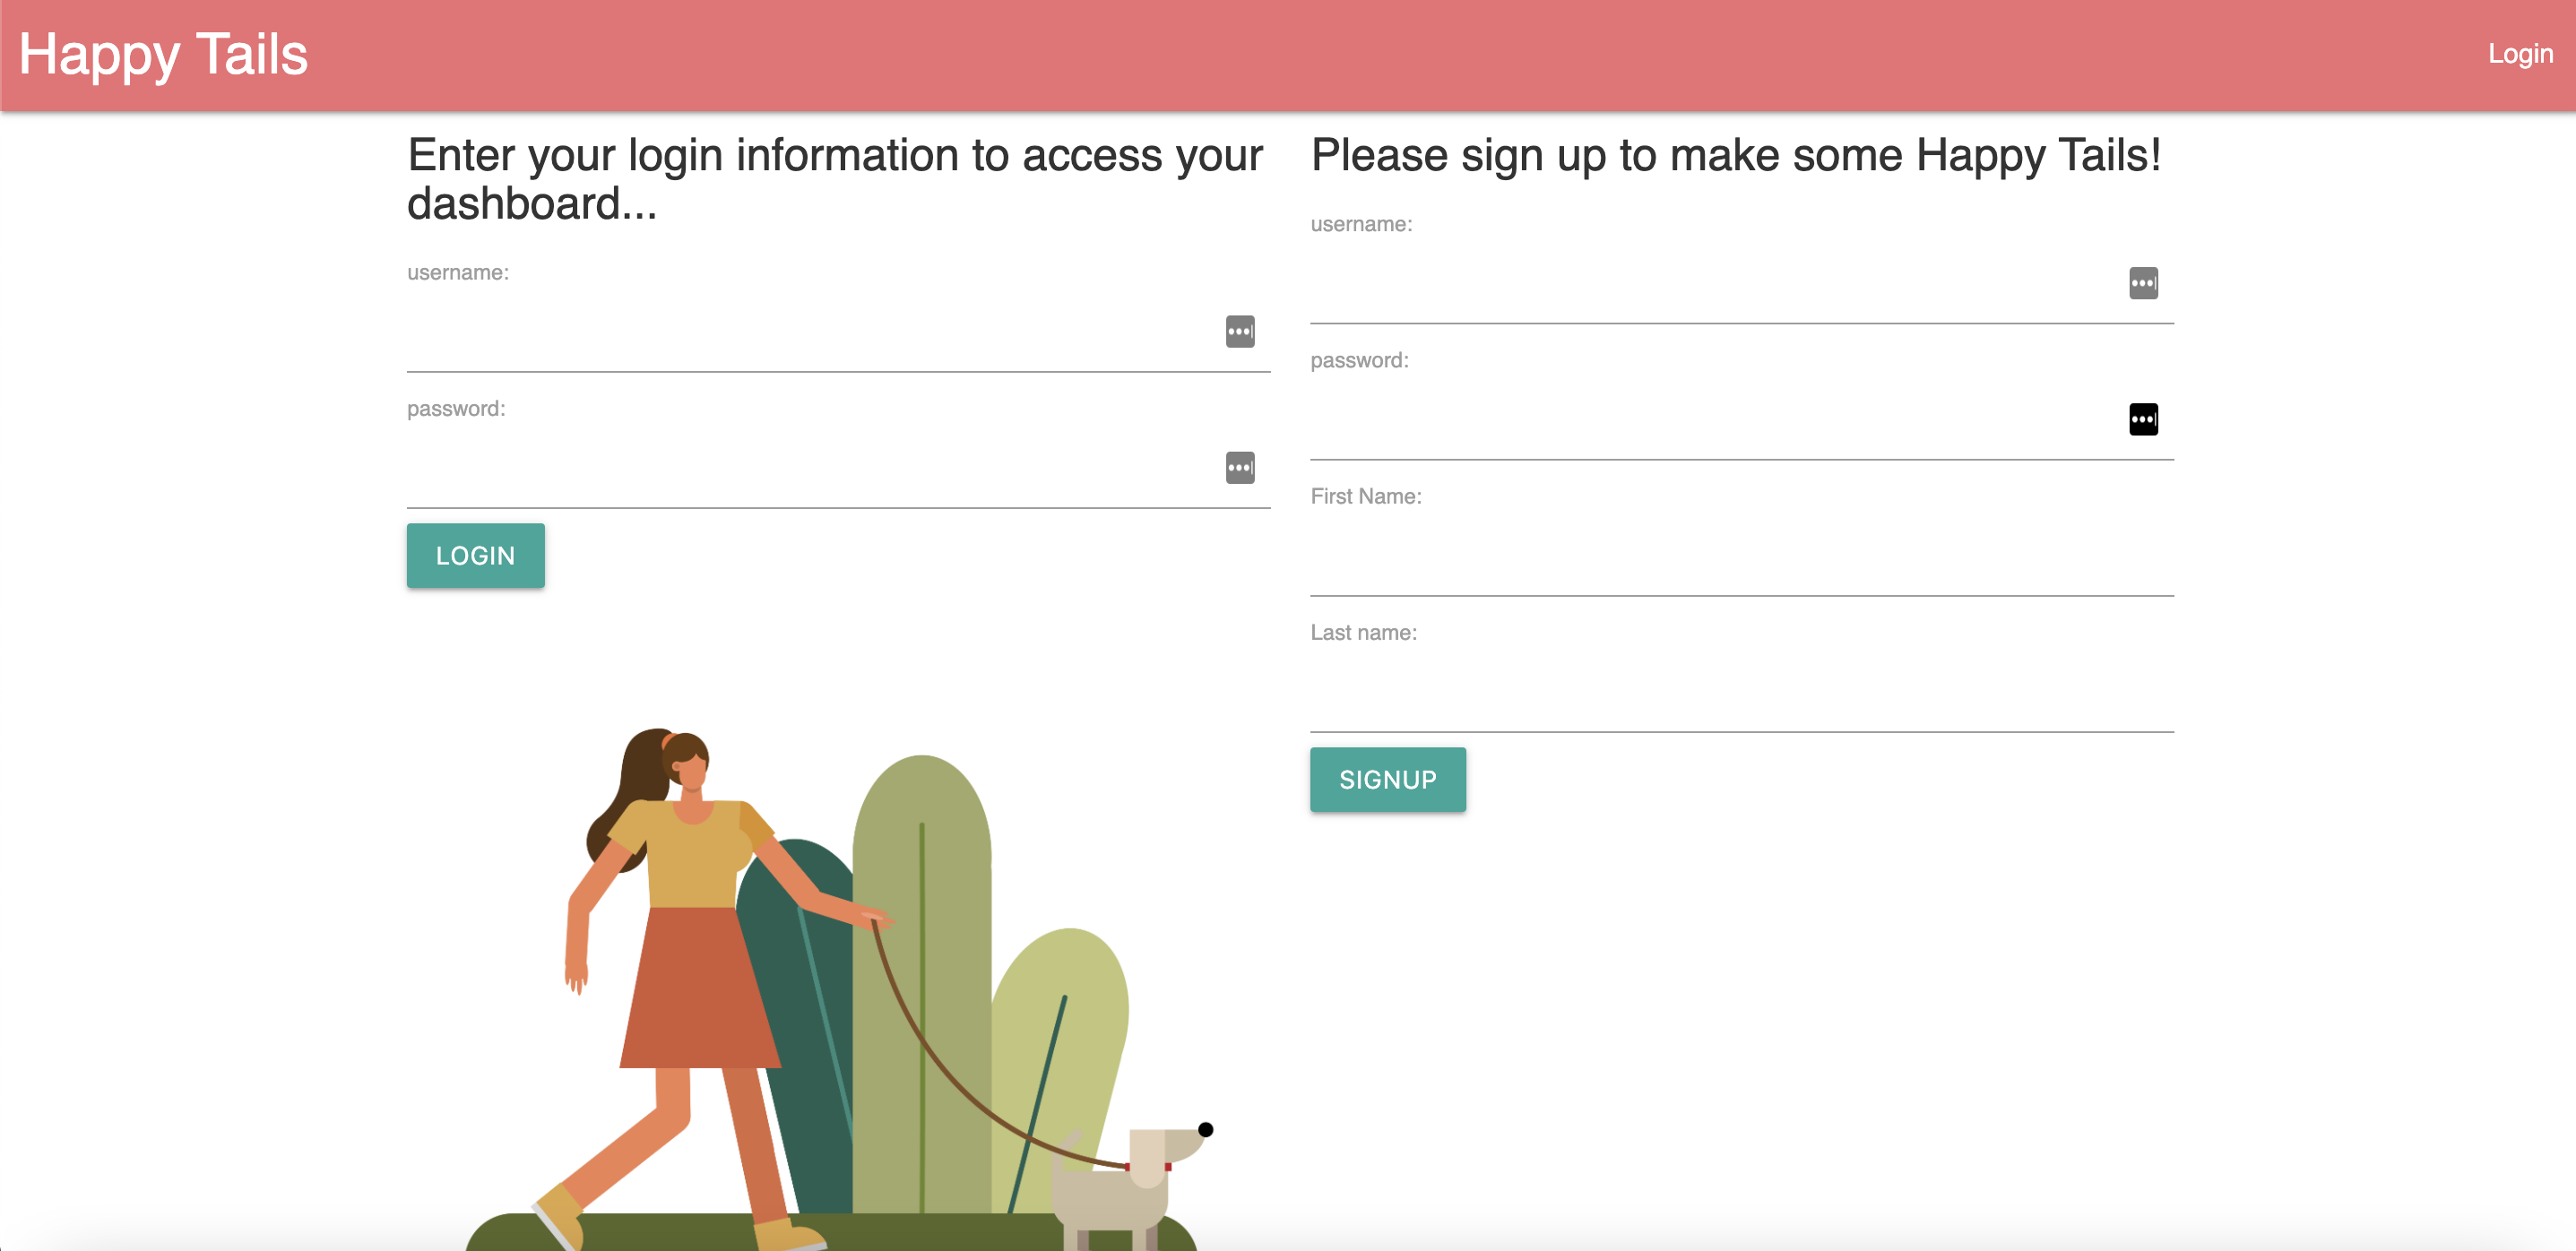 Happy Tails
Login
Enter your login information to access your
dashboard...
username:
password:
LOGIN
Please sign up to make some Happy Tails!
username:
password:
First Name:
Last name:
SIGNUP